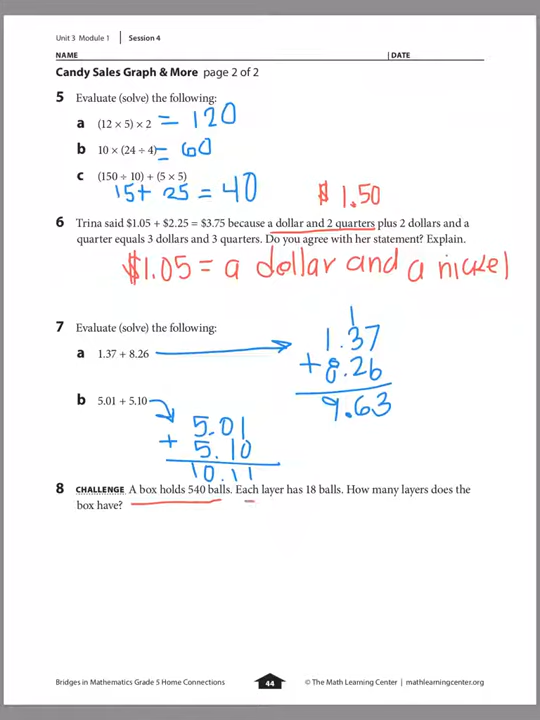 Unit 3 Module 1 | Session 4
NAME | DATE
Candy Sales Graph & More page 2 of 2
5 Evaluate (solve) the following:
a (12 × 5) × 2 = 120
b 10 × (24 ÷ 4) = 60
c (150 ÷ 10) + (5 × 5)
15 + 25 = 40
$1.50
6 Trina said $1.05 + $2.25 = $3.75 because a dollar and 2 quarters plus 2 dollars and a
quarter equals 3 dollars and 3 quarters. Do you agree with her statement? Explain.
$1.05 = a dollar and a nickel
7 Evaluate (solve) the following:
1
a 1.37 + 8.26
1.37
+ 8.26
9.63
b 5.01 + 5.10
5.01
+ 5.10
10.11
8 CHALLENGE A box holds 540 balls. Each layer has 18 balls. How many layers does the
box have?
Bridges in Mathematics Grade 5 Home Connections 44 © The Math Learning Center | mathlearningcenter.org